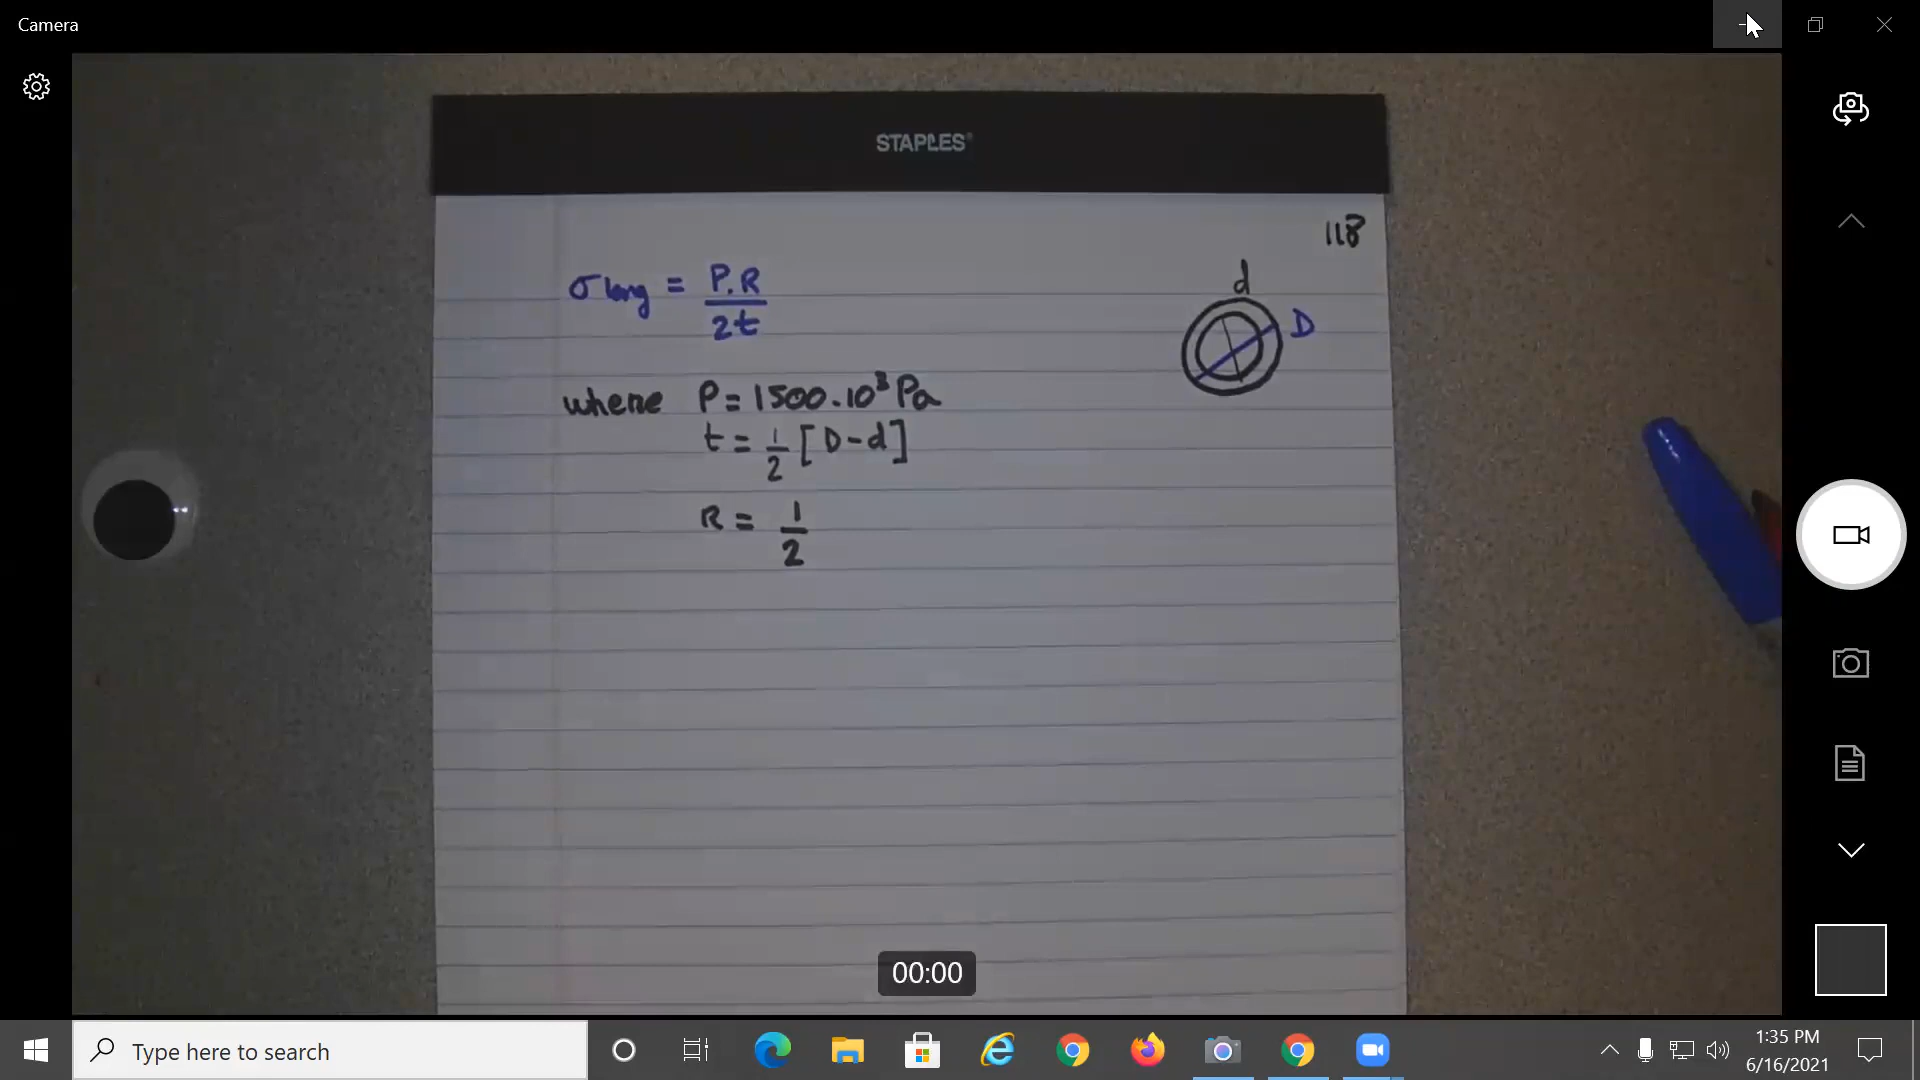 Camera
STAPLES®
118
σ long = P.R / 2t
d
D
where P = 1500.10³ Pa
t = 1/2 [D-d]
R = 1/2
00:00
Type here to search
1:35 PM
6/16/2021